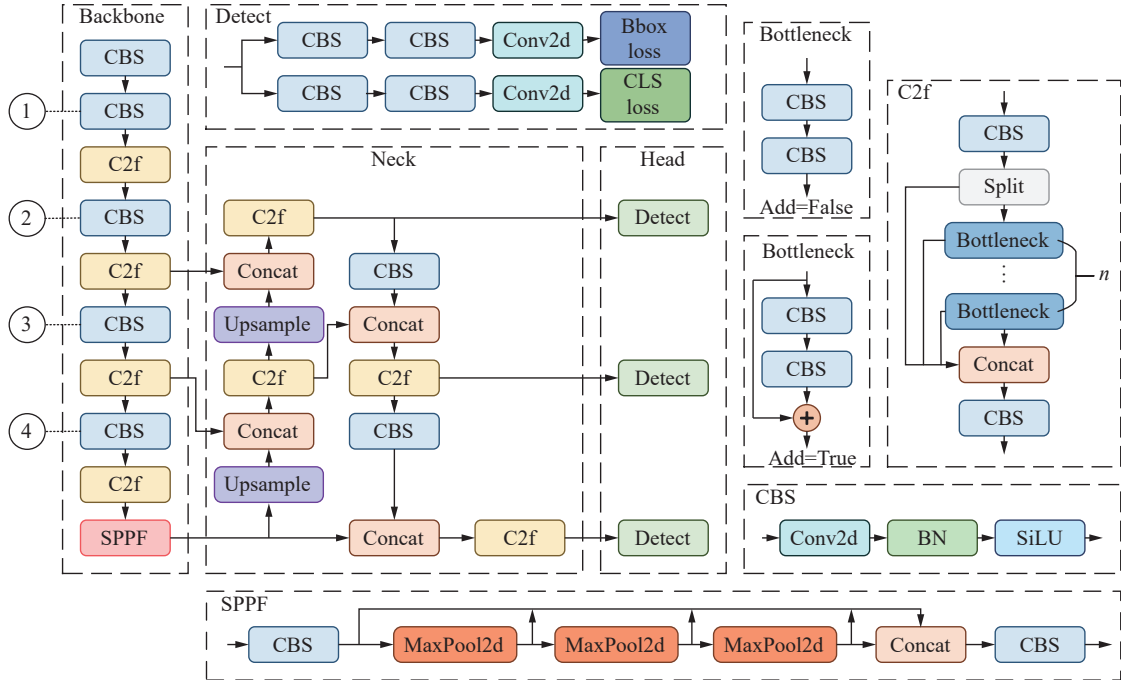 Backbone
CBS
1
CBS
C2f
2
CBS
C2f
3
CBS
C2f
4
CBS
C2f
SPPF
Detect
CBS
CBS
Conv2d
Bbox
loss
CBS
CBS
Conv2d
CLS
loss
Neck
C2f
Concat
CBS
Upsample
Concat
C2f
C2f
Concat
CBS
Upsample
Concat
C2f
Head
Detect
Detect
Detect
Bottleneck
CBS
CBS
Add=False
Bottleneck
CBS
CBS
+
Add=True
C2f
CBS
Split
Bottleneck
⋮
n
Bottleneck
Concat
CBS
CBS
Conv2d
BN
SiLU
SPPF
CBS
MaxPool2d
MaxPool2d
MaxPool2d
Concat
CBS